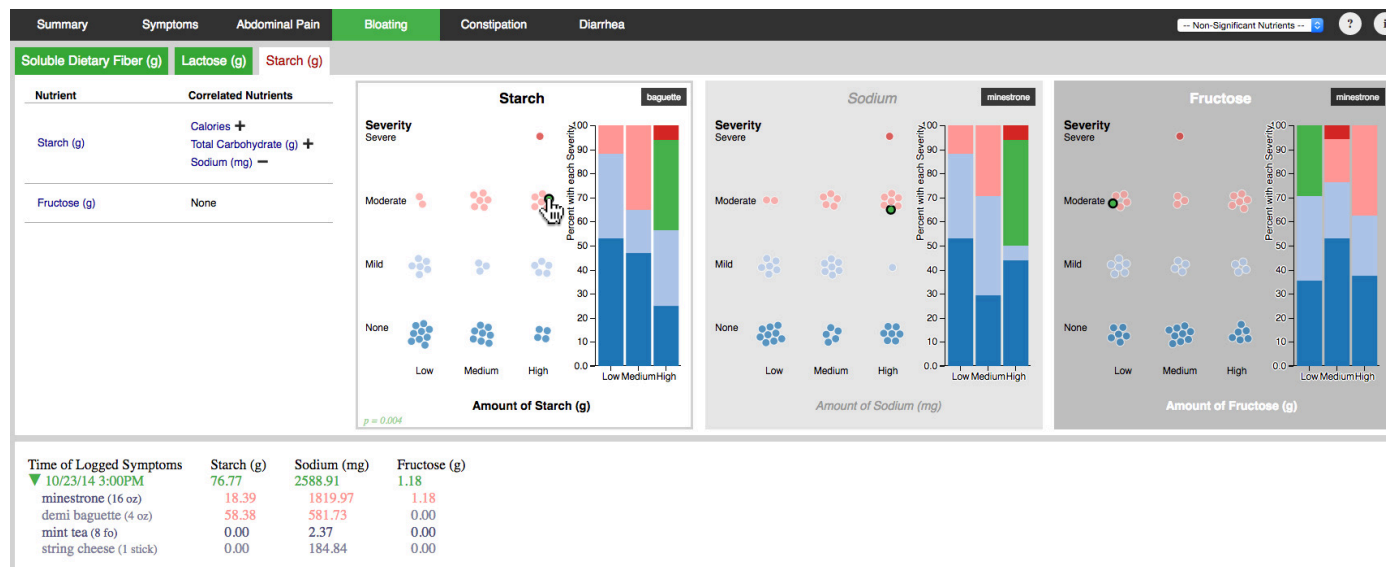 Summary Symptoms Abdominal Pain Bloating Constipation Diarrhea -- Non-Significant Nutrients -- ? i
Soluble Dietary Fiber (g) Lactose (g) Starch (g)
Nutrient Correlated Nutrients
Starch (g)
Calories +
Total Carbohydrate (g) +
Sodium (mg) −
Fructose (g) None
Starch
baguette
Severity
Severe
Moderate
Mild
None
Low Medium High
Amount of Starch (g)
p = 0.004
Percent with each Severity
100
90
80
70
60
50
40
30
20
10
0.0
Low Medium High
Sodium
minestrone
Severity
Severe
Moderate
Mild
None
Low Medium High
Amount of Sodium (mg)
Percent with each Severity
100
90
80
70
60
50
40
30
20
10
0.0
Low Medium High
Fructose
minestrone
Severity
Severe
Moderate
Mild
None
Low Medium High
Amount of Fructose (g)
Percent with each Severity
100
90
80
70
60
50
40
30
20
10
0.0
Low Medium High
Time of Logged Symptoms Starch (g) Sodium (mg) Fructose (g)
▼ 10/23/14 3:00PM 76.77 2588.91 1.18
minestrone (16 oz) 18.39 1819.97 1.18
demi baguette (4 oz) 58.38 581.73 0.00
mint tea (8 fo) 0.00 2.37 0.00
string cheese (1 stick) 0.00 184.84 0.00